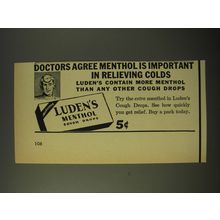 DOCTORS AGREE MENTHOL IS IMPORTANT
IN RELIEVING COLDS
LUDEN'S CONTAIN MORE MENTHOL
THAN ANY OTHER COUGH DROPS
Try the extra menthol in Luden's
Cough Drops. See how quickly
you get relief. Buy a pack today.
LUDEN'S
MENTHOL
COUGH DROPS
5¢
106